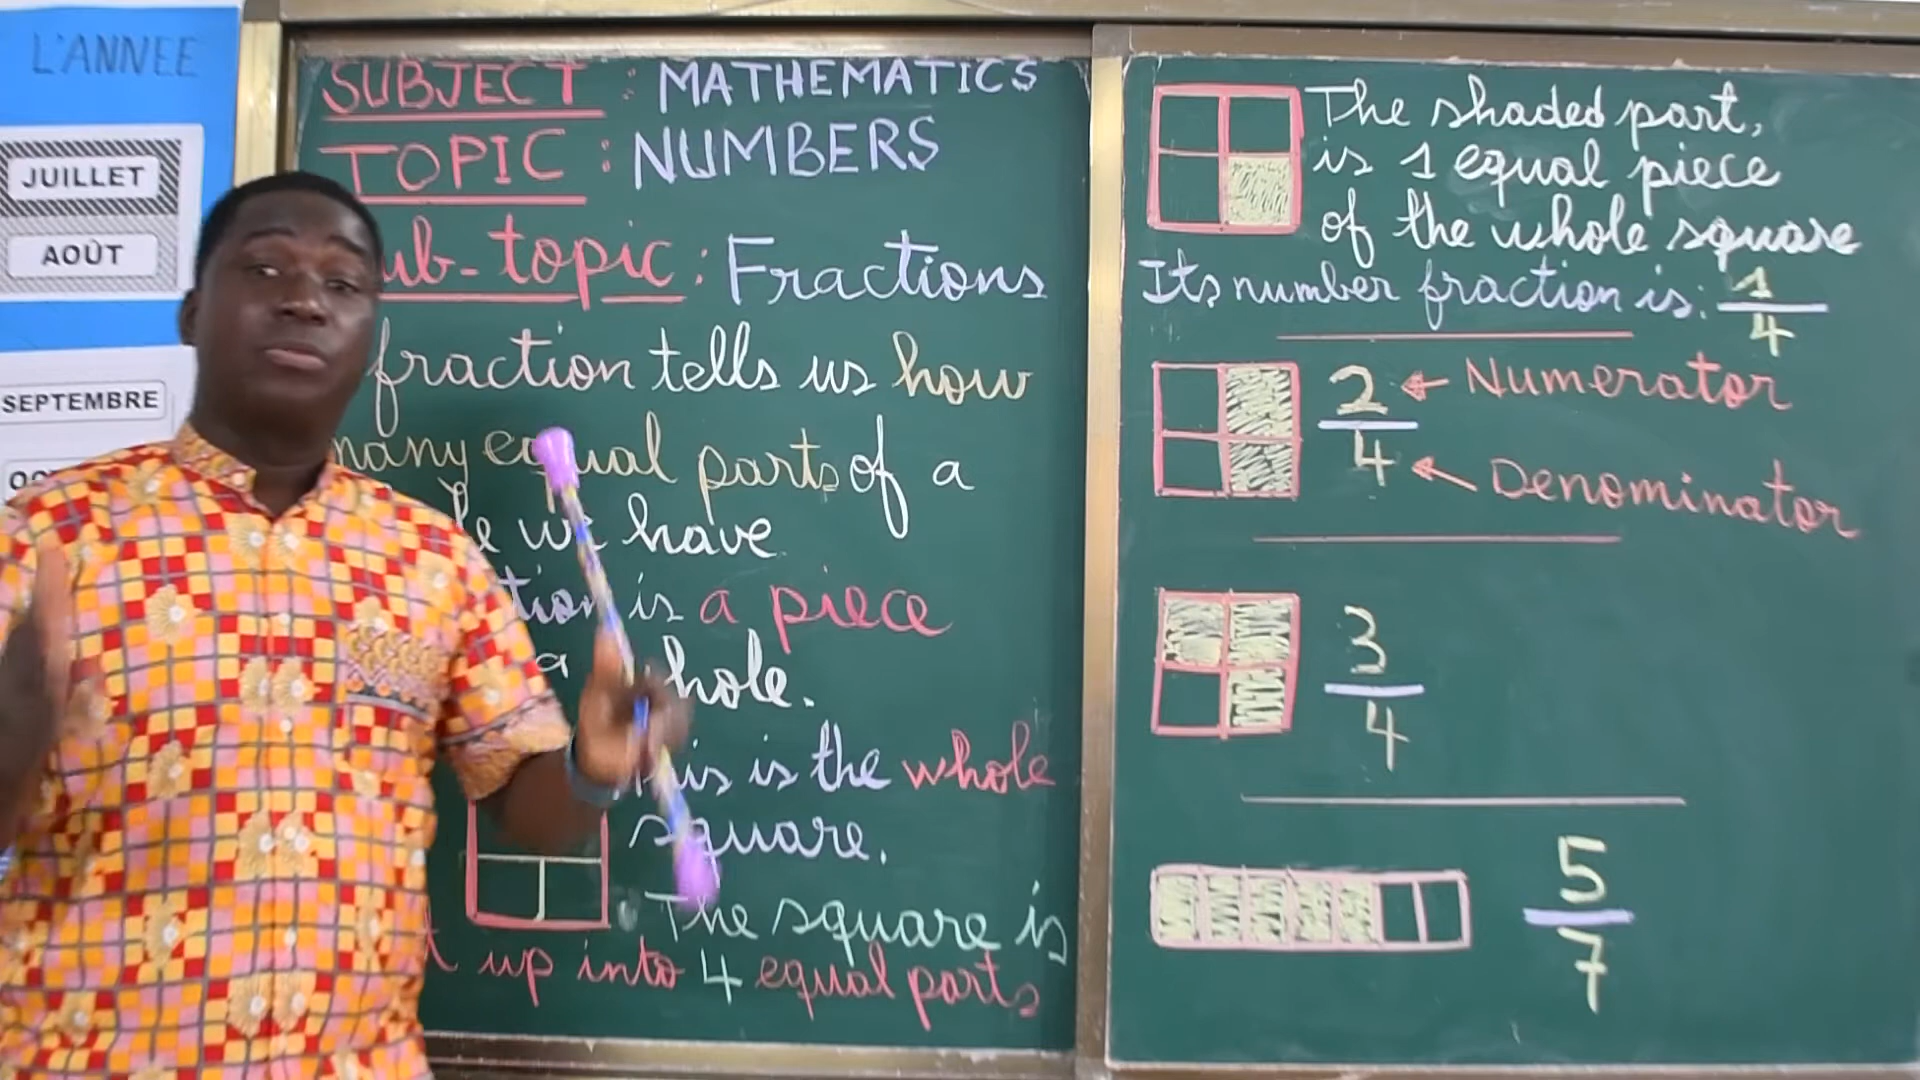 L'ANNEE
JUILLET
AOÛT
SEPTEMBRE
SUBJECT : MATHEMATICS
TOPIC : NUMBERS
ub-topic : Fractions
fraction tells us how
many equal parts of a
we have
tion is a piece
a hole.
his is the whole
square.
The square is
up into 4 equal parts
The shaded part,
is 1 equal piece
of the whole square
Its number fraction is: 1/4
2/4
Numerator
Denominator
3/4
5/7